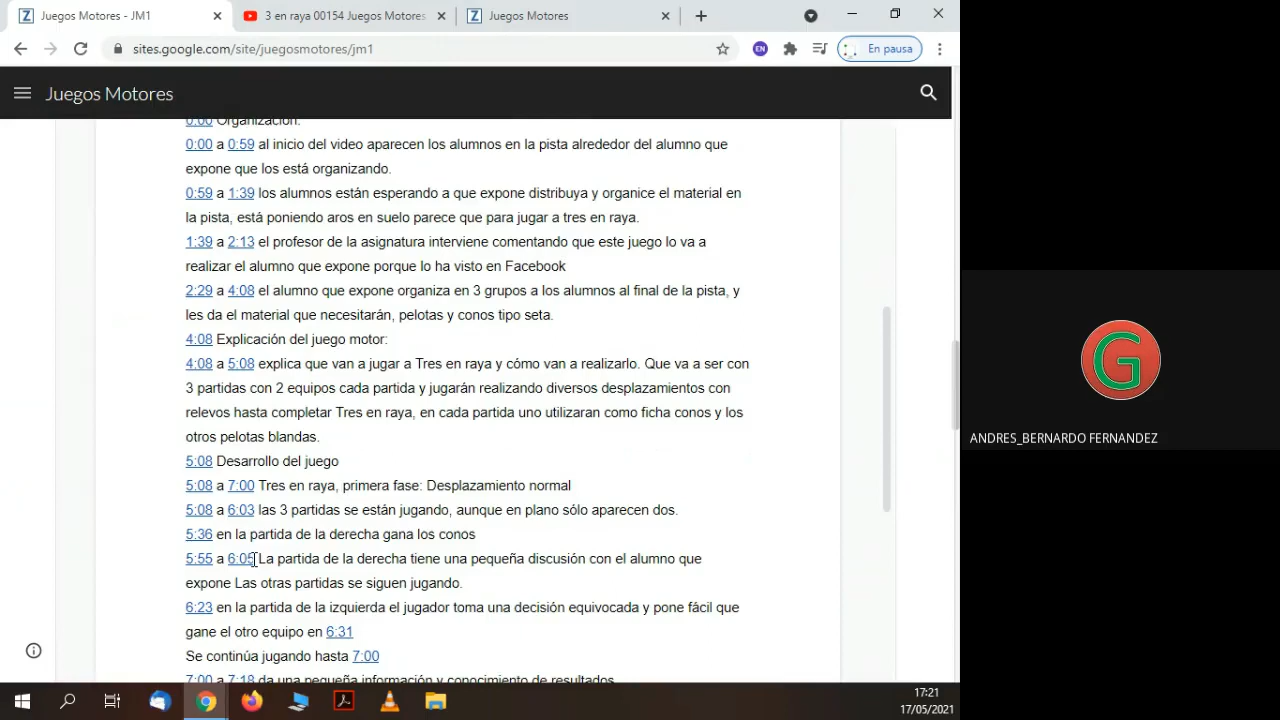 Juegos Motores - JM1
3 en raya 00154 Juegos Motores
Juegos Motores
sites.google.com/site/juegosmotores/jm1
EN
En pausa
Juegos Motores
0:00 Organización:
0:00 a 0:59 al inicio del video aparecen los alumnos en la pista alrededor del alumno que
expone que los está organizando.
0:59 a 1:39 los alumnos están esperando a que expone distribuya y organice el material en
la pista, está poniendo aros en suelo parece que para jugar a tres en raya.
1:39 a 2:13 el profesor de la asignatura interviene comentando que este juego lo va a
realizar el alumno que expone porque lo ha visto en Facebook
2:29 a 4:08 el alumno que expone organiza en 3 grupos a los alumnos al final de la pista, y
les da el material que necesitarán, pelotas y conos tipo seta.
4:08 Explicación del juego motor:
4:08 a 5:08 explica que van a jugar a Tres en raya y cómo van a realizarlo. Que va a ser con
3 partidas con 2 equipos cada partida y jugarán realizando diversos desplazamientos con
relevos hasta completar Tres en raya, en cada partida uno utilizaran como ficha conos y los
otros pelotas blandas.
5:08 Desarrollo del juego
5:08 a 7:00 Tres en raya, primera fase: Desplazamiento normal
5:08 a 6:03 las 3 partidas se están jugando, aunque en plano sólo aparecen dos.
5:36 en la partida de la derecha gana los conos
5:55 a 6:05 La partida de la derecha tiene una pequeña discusión con el alumno que
expone Las otras partidas se siguen jugando.
6:23 en la partida de la izquierda el jugador toma una decisión equivocada y pone fácil que
gane el otro equipo en 6:31
Se continúa jugando hasta 7:00
7:00 a 7:18 da una pequeña información y conocimiento de resultados
G
ANDRES_BERNARDO FERNANDEZ
17:21
17/05/2021